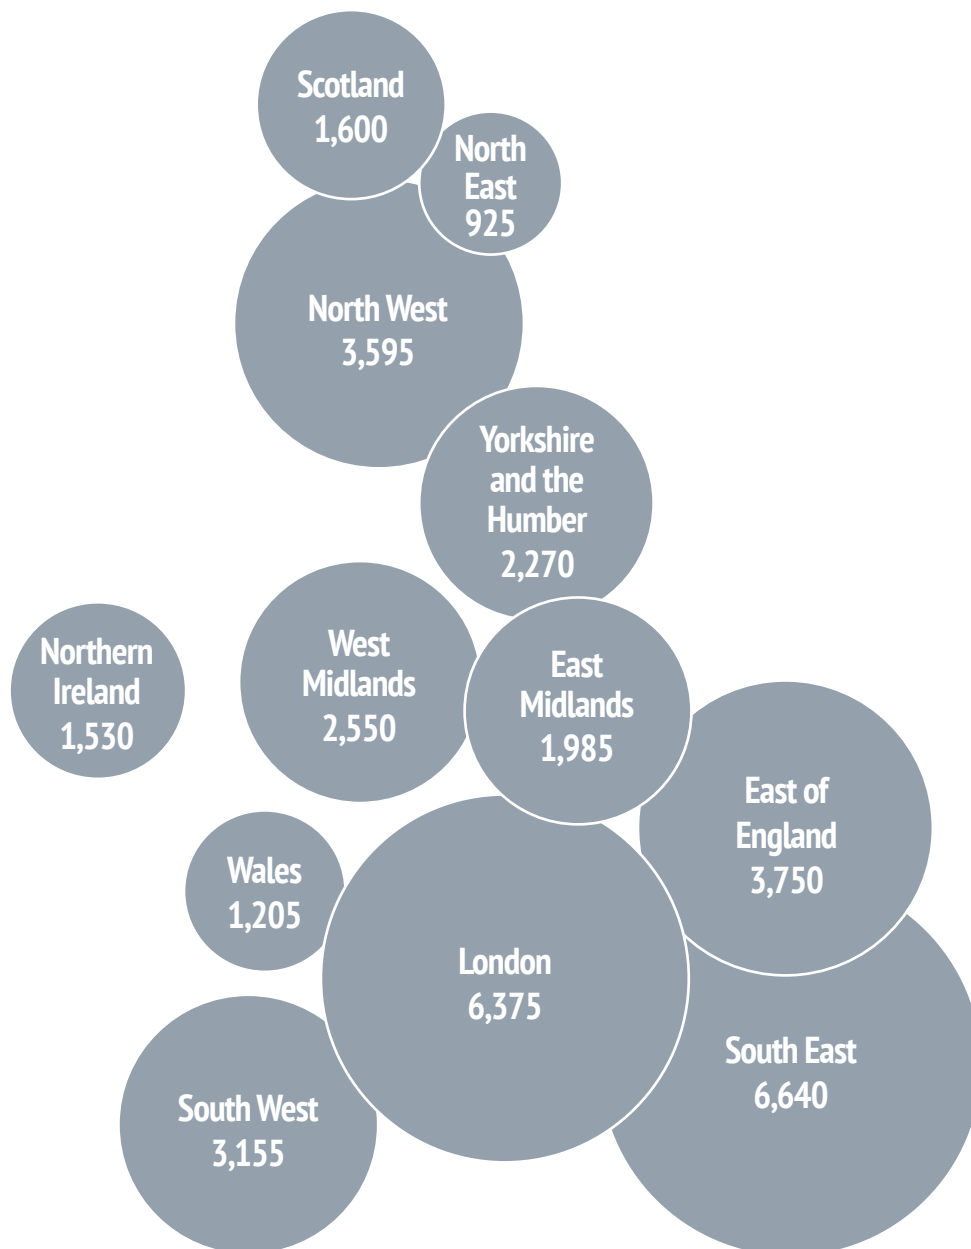 Scotland
1,600
North
East
925
North West
3,595
Yorkshire
and the
Humber
2,270
Northern
Ireland
1,530
West
Midlands
2,550
East
Midlands
1,985
East of
England
3,750
Wales
1,205
London
6,375
South East
6,640
South West
3,155